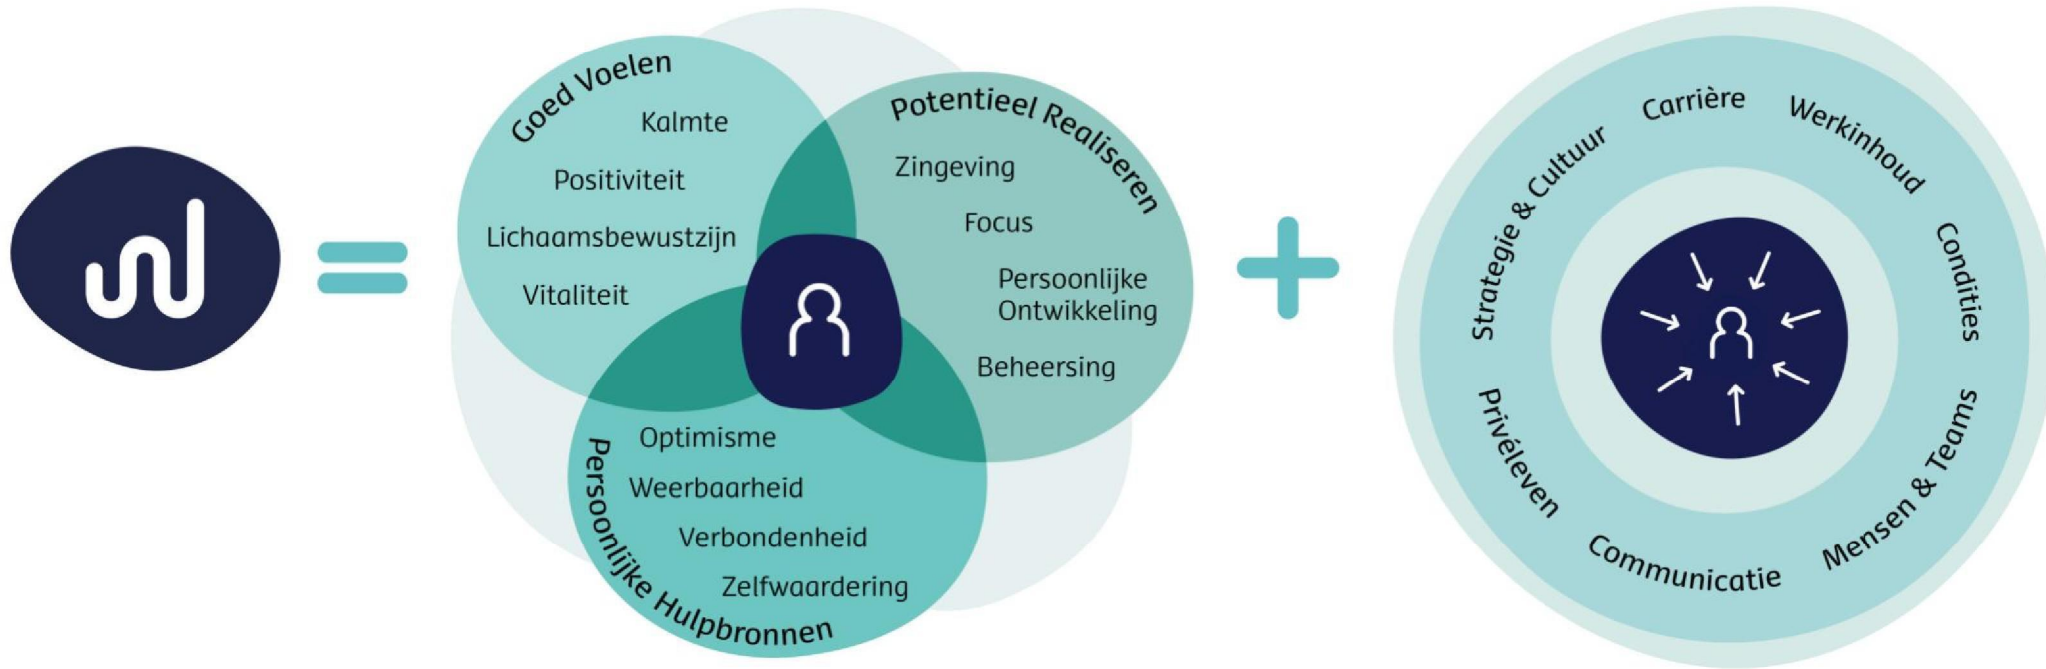 Goed Voelen
Kalmte
Positiviteit
Lichaamsbewustzijn
Vitaliteit
Potentieel Realiseren
Zingeving
Focus
Persoonlijke
Ontwikkeling
Beheersing
Optimisme
Weerbaarheid
Verbondenheid
Zelfwaardering
Persoonlijke Hulpbronnen
Strategie & Cultuur
Carrière
Werkinhoud
Condities
Mensen & Teams
Communicatie
Privéleven